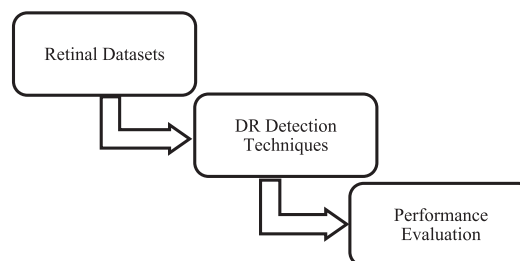 Retinal Datasets
DR Detection
Techniques
Performance
Evaluation